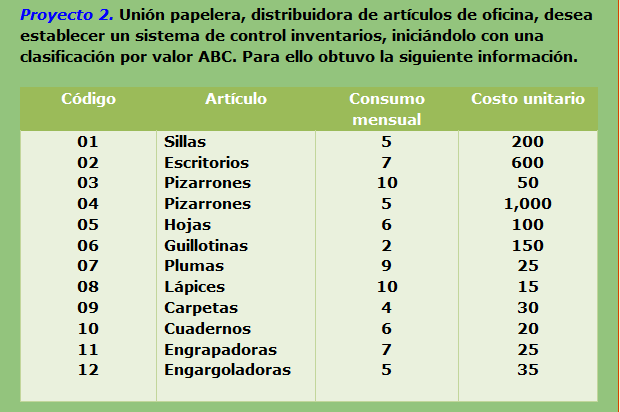 Proyecto 2. Unión papelera, distribuidora de artículos de oficina, desea
establecer un sistema de control inventarios, iniciándolo con una
clasificación por valor ABC. Para ello obtuvo la siguiente información.
Código Artículo Consumo mensual Costo unitario
01 Sillas 5 200
02 Escritorios 7 600
03 Pizarrones 10 50
04 Pizarrones 5 1,000
05 Hojas 6 100
06 Guillotinas 2 150
07 Plumas 9 25
08 Lápices 10 15
09 Carpetas 4 30
10 Cuadernos 6 20
11 Engrapadoras 7 25
12 Engargoladoras 5 35